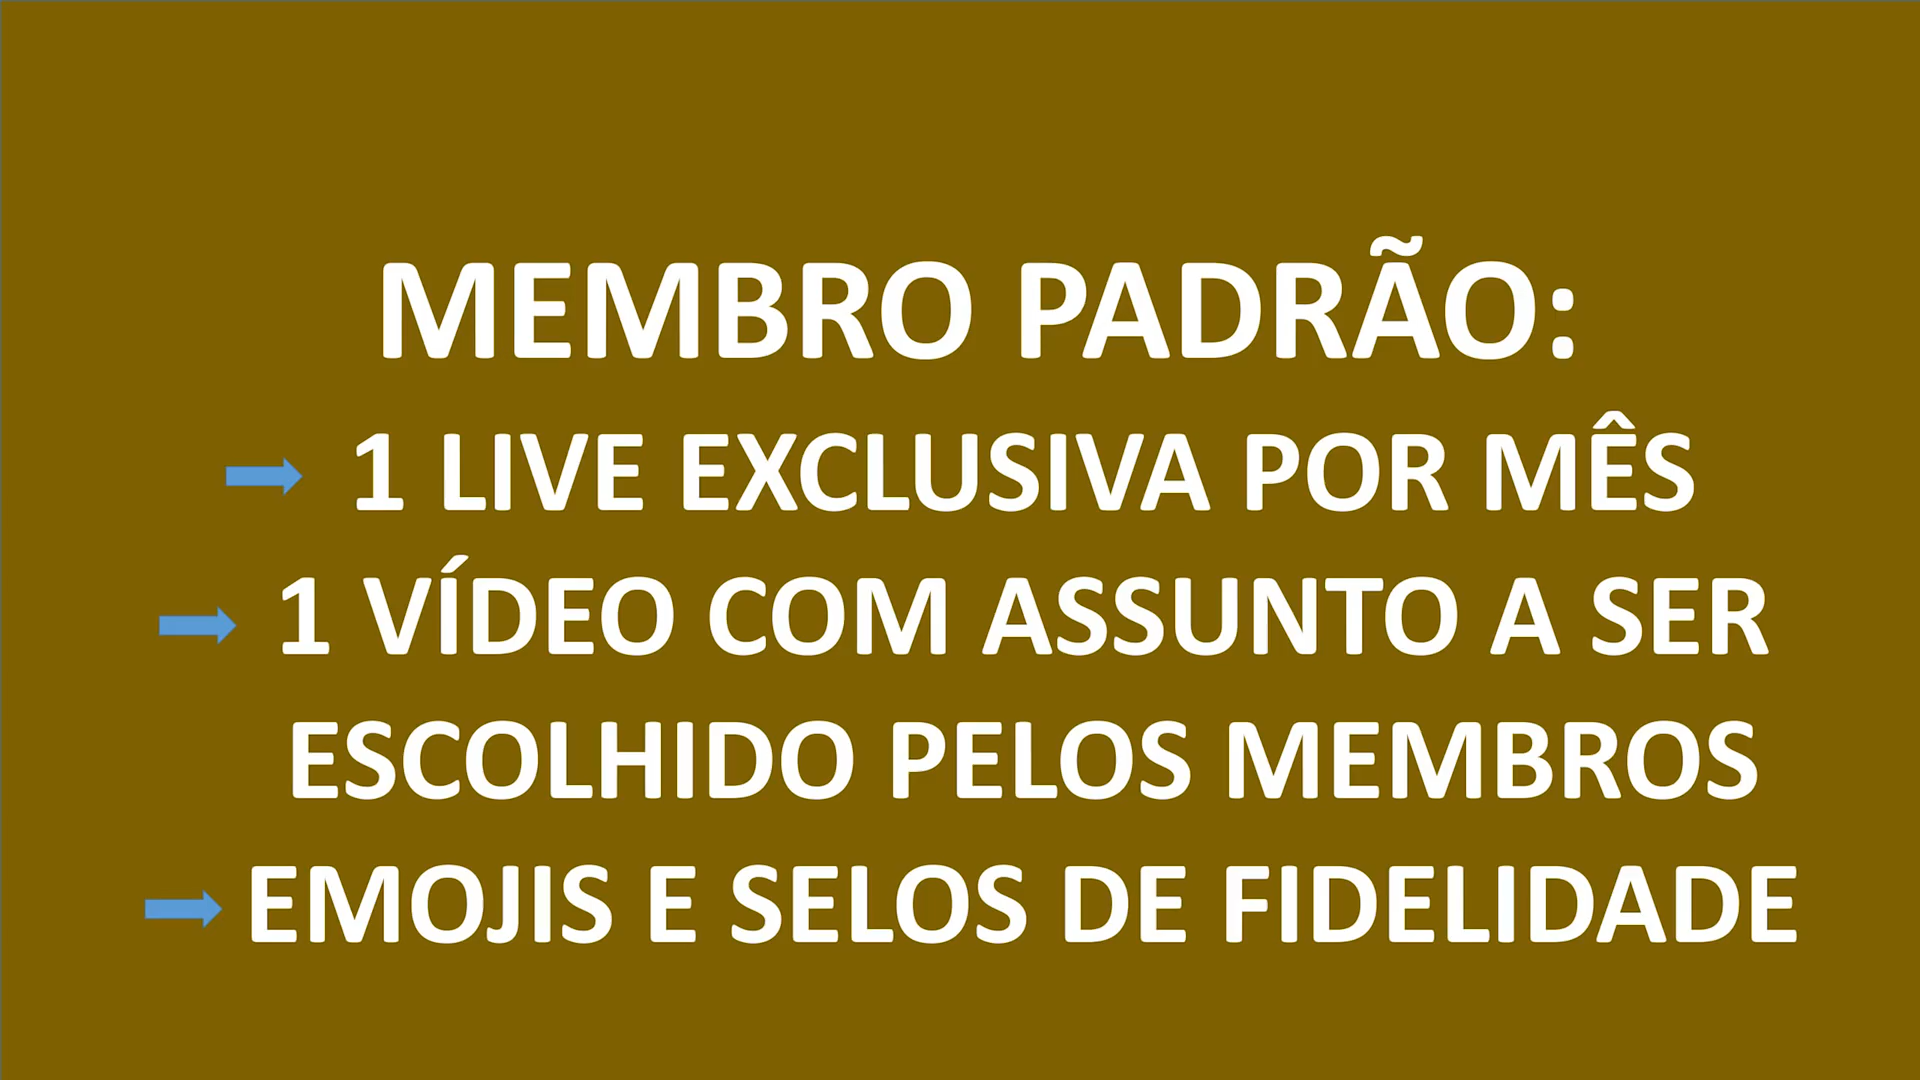 MEMBRO PADRÃO:
1 LIVE EXCLUSIVA POR MÊS
1 VÍDEO COM ASSUNTO A SER
ESCOLHIDO PELOS MEMBROS
EMOJIS E SELOS DE FIDELIDADE